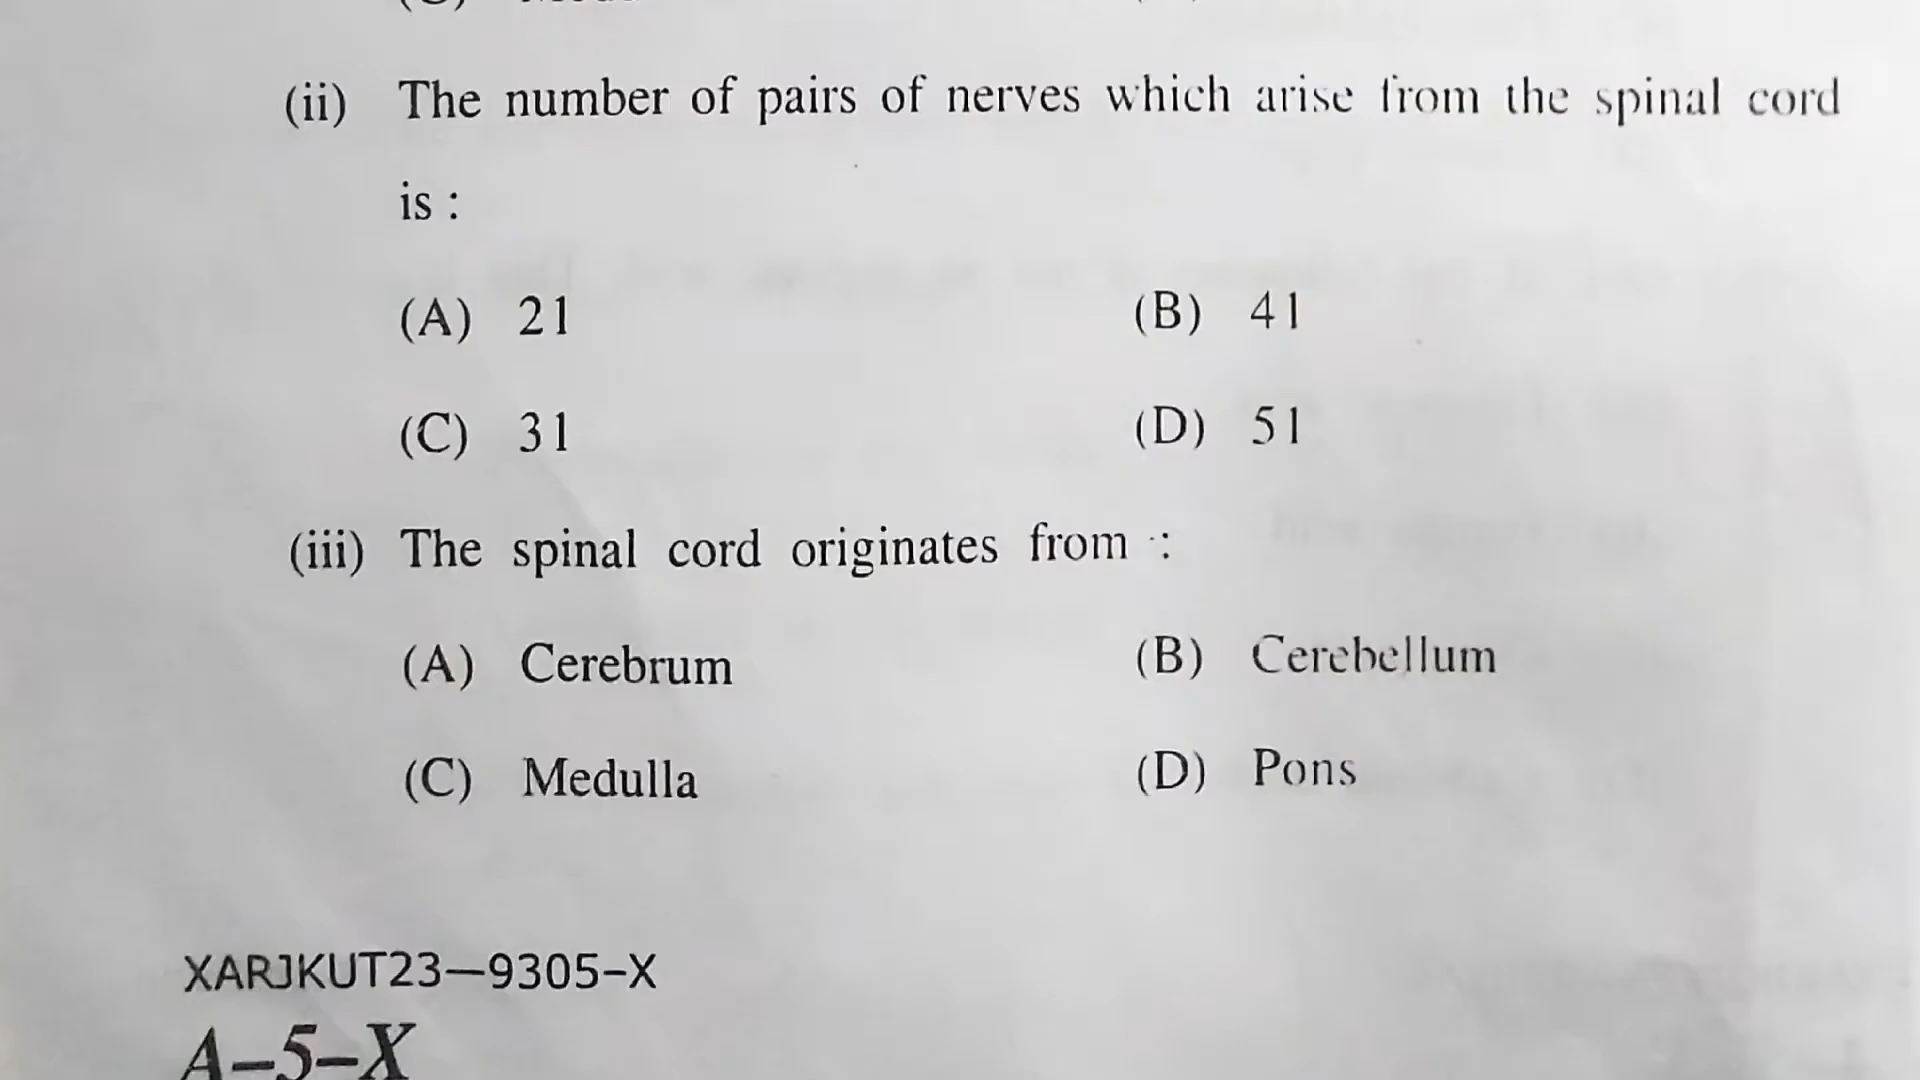 (ii) The number of pairs of nerves which arise from the spinal cord
is :
(A) 21 (B) 41
(C) 31 (D) 51
(iii) The spinal cord originates from :
(A) Cerebrum (B) Cerebellum
(C) Medulla (D) Pons
XARJKUT23—9305-X
A–5–X